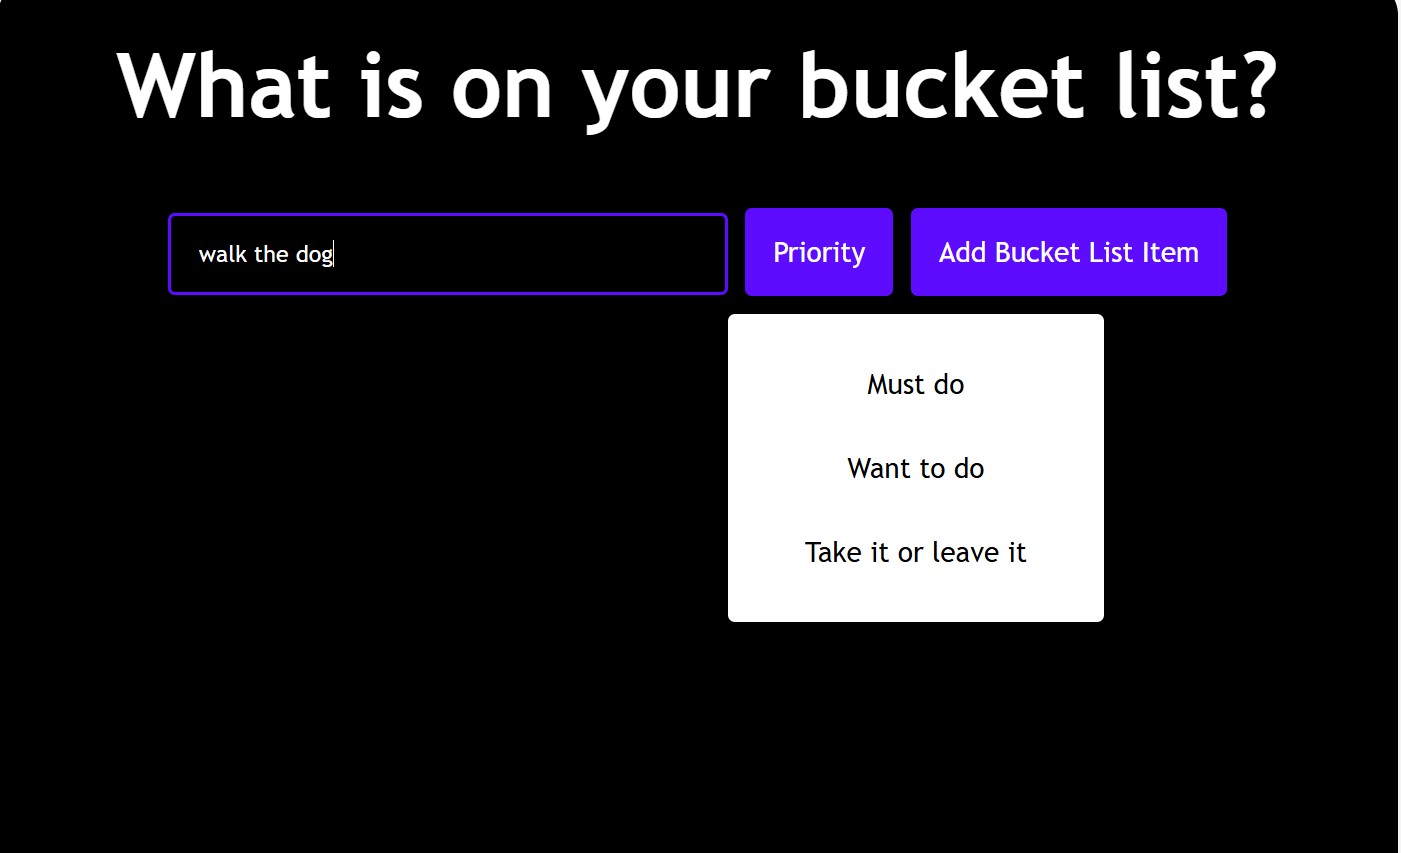 What is on your bucket list?
walk the dog
Priority
Add Bucket List Item
Must do
Want to do
Take it or leave it